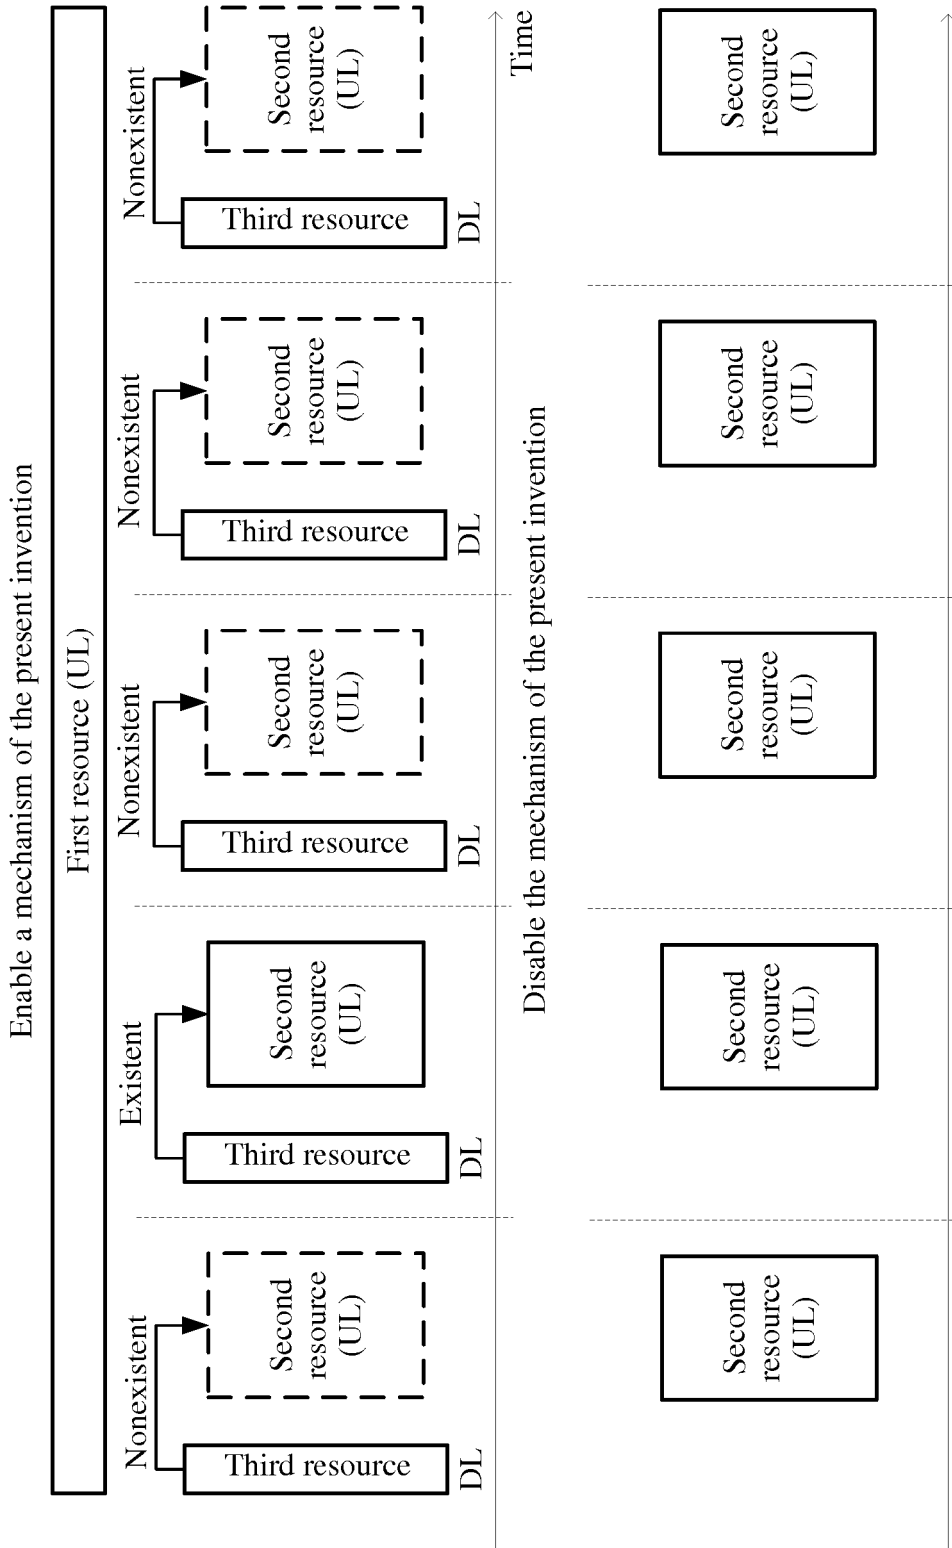 Enable a mechanism of the present invention
First resource (UL)
Nonexistent
Third resource
DL
Second
resource
(UL)
Existent
Third resource
DL
Second
resource
(UL)
Nonexistent
Third resource
DL
Second
resource
(UL)
Nonexistent
Third resource
DL
Second
resource
(UL)
Nonexistent
Third resource
DL
Second
resource
(UL)
Time
Disable the mechanism of the present invention
Second
resource
(UL)
Second
resource
(UL)
Second
resource
(UL)
Second
resource
(UL)
Second
resource
(UL)